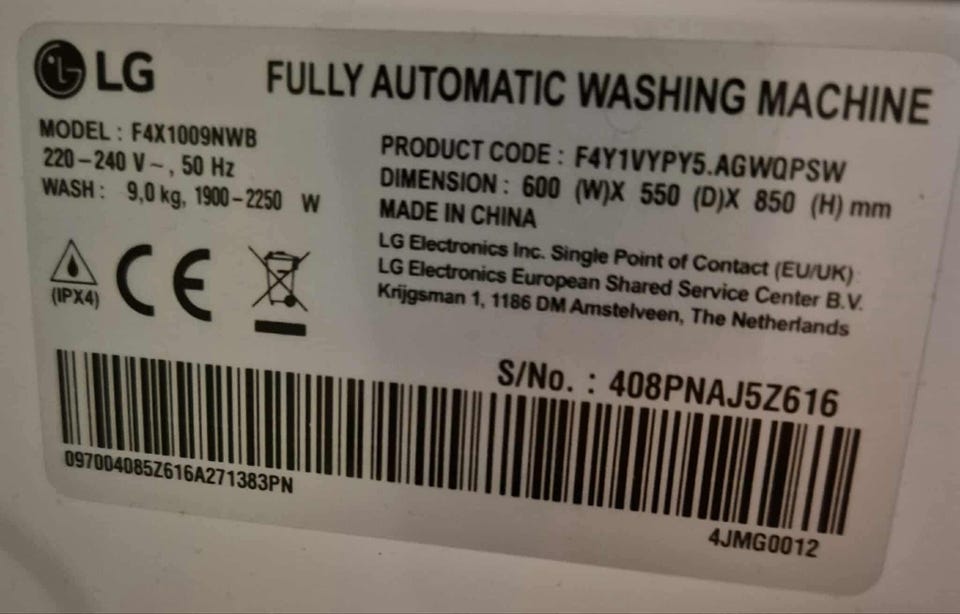 LG
FULLY AUTOMATIC WASHING MACHINE
MODEL : F4X1009NWB
220-240 V~, 50 Hz
WASH : 9,0 kg, 1900-2250 W
PRODUCT CODE : F4Y1VYPY5.AGWQPSW
DIMENSION : 600 (W)X 550 (D)X 850 (H) mm
MADE IN CHINA
LG Electronics Inc. Single Point of Contact (EU/UK)
LG Electronics European Shared Service Center B.V.
Krijgsman 1, 1186 DM Amstelveen, The Netherlands
(IPX4)
CE
S/No. : 408PNAJ5Z616
097004085Z616A271383PN
4JMG0012